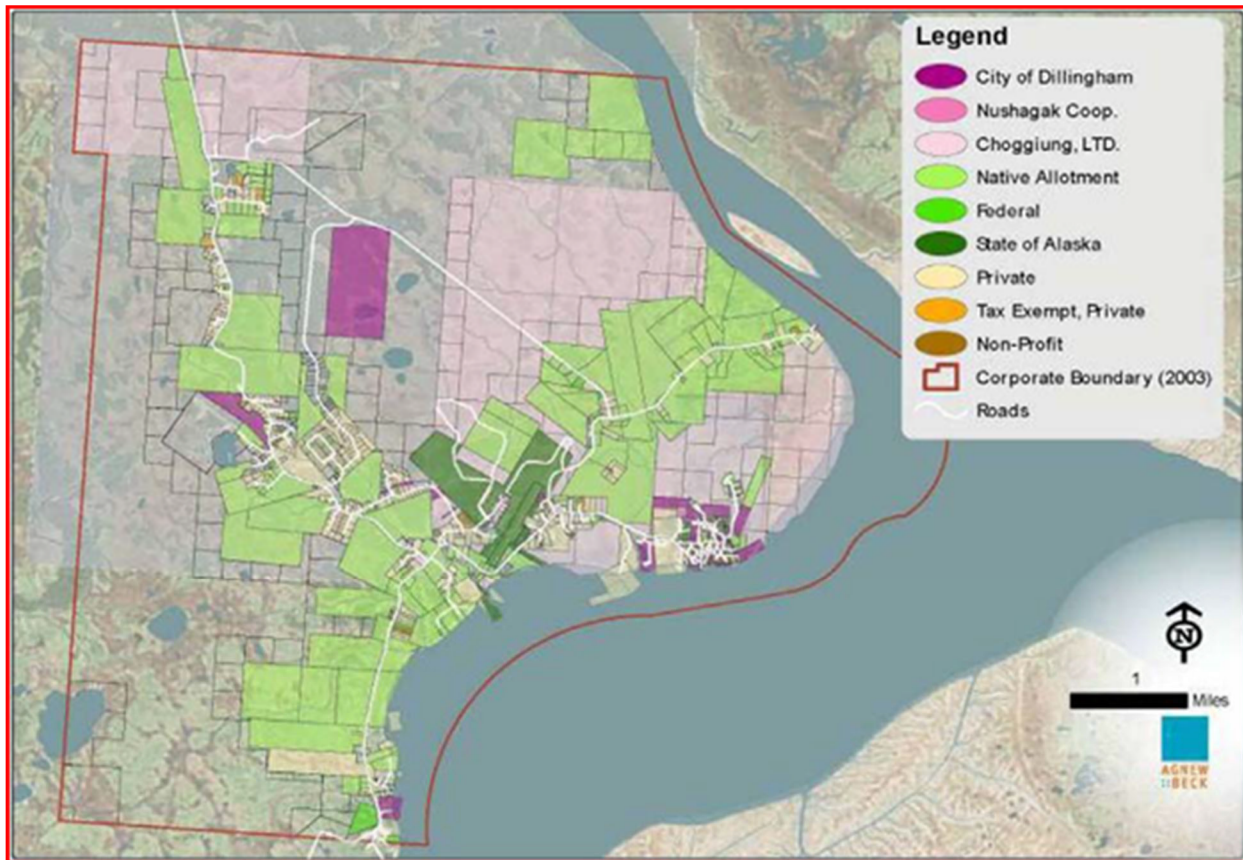 Legend
City of Dillingham
Nushagak Coop.
Choggiung, LTD.
Native Allotment
Federal
State of Alaska
Private
Tax Exempt, Private
Non-Profit
Corporate Boundary (2003)
Roads
N
1
Miles
AGNEW
::BECK